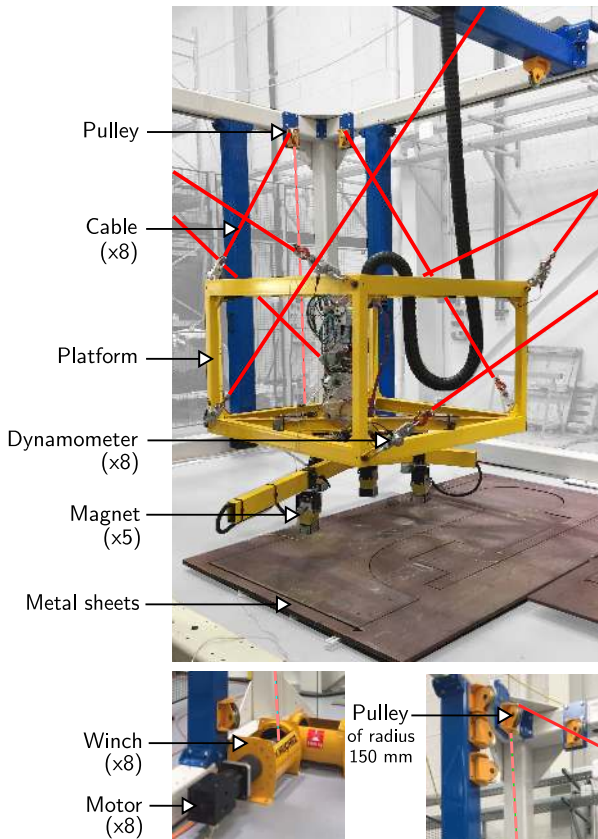 Pulley
Cable
(x8)
Platform
Dynamometer
(x8)
Magnet
(x5)
Metal sheets
Winch
(x8)
Motor
(x8)
Pulley
of radius
150 mm